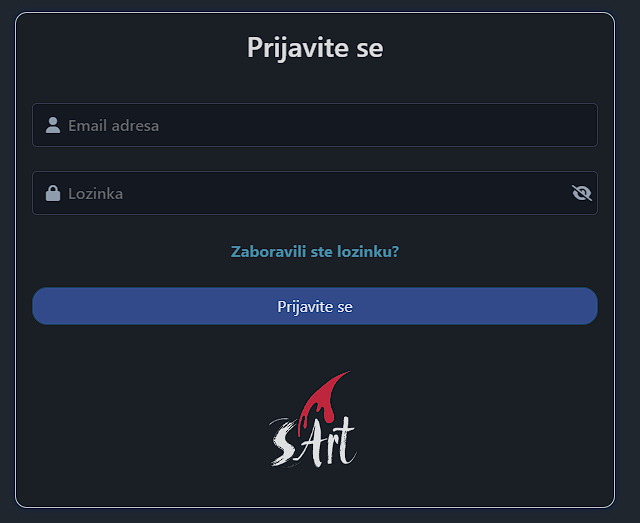 Prijavite se
Email adresa
Lozinka
Zaboravili ste lozinku?
Prijavite se
SArt